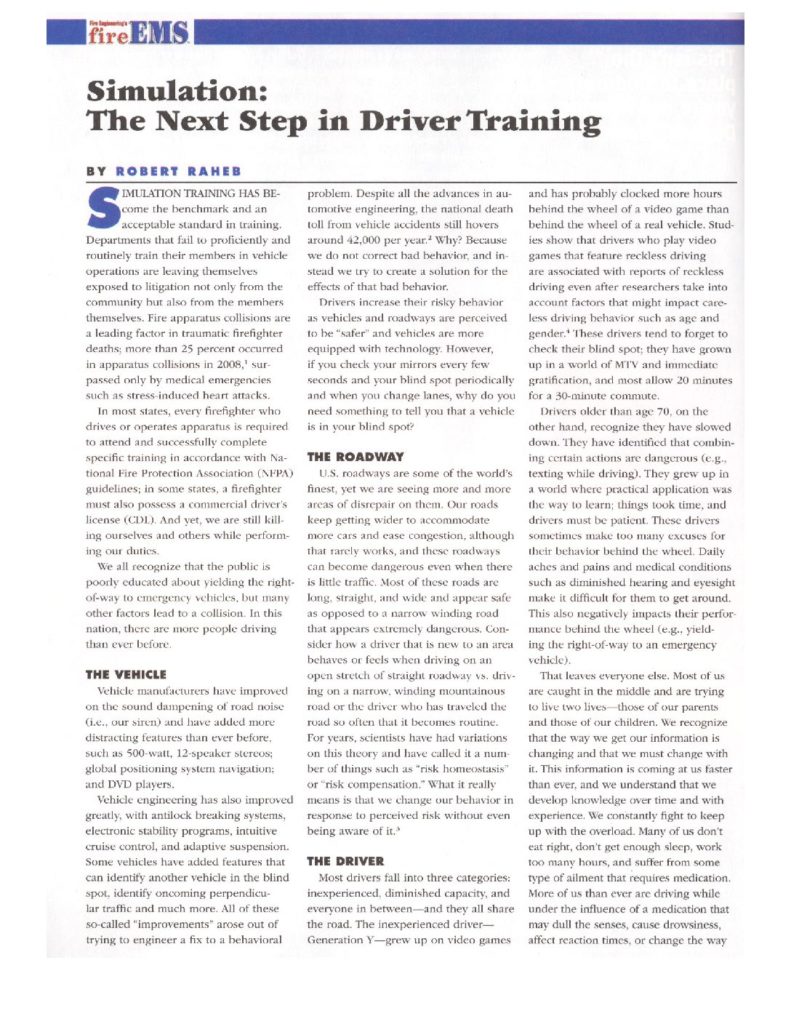 Fire Engineering's
fireEMS
Simulation:
The Next Step in Driver Training
BY ROBERT RAHEB
SIMULATION TRAINING HAS BE-
come the benchmark and an
acceptable standard in training.
Departments that fail to proficiently and
routinely train their members in vehicle
operations are leaving themselves
exposed to litigation not only from the
community but also from the members
themselves. Fire apparatus collisions are
a leading factor in traumatic firefighter
deaths; more than 25 percent occurred
in apparatus collisions in 2008,¹ sur-
passed only by medical emergencies
such as stress-induced heart attacks.
In most states, every firefighter who
drives or operates apparatus is required
to attend and successfully complete
specific training in accordance with Na-
tional Fire Protection Association (NFPA)
guidelines; in some states, a firefighter
must also possess a commercial driver's
license (CDL). And yet, we are still kill-
ing ourselves and others while perform-
ing our duties.
We all recognize that the public is
poorly educated about yielding the right-
of-way to emergency vehicles, but many
other factors lead to a collision. In this
nation, there are more people driving
than ever before.
THE VEHICLE
Vehicle manufacturers have improved
on the sound dampening of road noise
(i.e., our siren) and have added more
distracting features than ever before,
such as 500-watt, 12-speaker stereos;
global positioning system navigation;
and DVD players.
Vehicle engineering has also improved
greatly, with antilock breaking systems,
electronic stability programs, intuitive
cruise control, and adaptive suspension.
Some vehicles have added features that
can identify another vehicle in the blind
spot, identify oncoming perpendicu-
lar traffic and much more. All of these
so-called "improvements" arose out of
trying to engineer a fix to a behavioral
problem. Despite all the advances in au-
tomotive engineering, the national death
toll from vehicle accidents still hovers
around 42,000 per year.² Why? Because
we do not correct bad behavior, and in-
stead we try to create a solution for the
effects of that bad behavior.
Drivers increase their risky behavior
as vehicles and roadways are perceived
to be "safer" and vehicles are more
equipped with technology. However,
if you check your mirrors every few
seconds and your blind spot periodically
and when you change lanes, why do you
need something to tell you that a vehicle
is in your blind spot?
THE ROADWAY
U.S. roadways are some of the world's
finest, yet we are seeing more and more
areas of disrepair on them. Our roads
keep getting wider to accommodate
more cars and ease congestion, although
that rarely works, and these roadways
can become dangerous even when there
is little traffic. Most of these roads are
long, straight, and wide and appear safe
as opposed to a narrow winding road
that appears extremely dangerous. Con-
sider how a driver that is new to an area
behaves or feels when driving on an
open stretch of straight roadway vs. driv-
ing on a narrow, winding mountainous
road or the driver who has traveled the
road so often that it becomes routine.
For years, scientists have had variations
on this theory and have called it a num-
ber of things such as "risk homeostasis"
or "risk compensation." What it really
means is that we change our behavior in
response to perceived risk without even
being aware of it.³
THE DRIVER
Most drivers fall into three categories:
inexperienced, diminished capacity, and
everyone in between—and they all share
the road. The inexperienced driver—
Generation Y—grew up on video games
and has probably clocked more hours
behind the wheel of a video game than
behind the wheel of a real vehicle. Stud-
ies show that drivers who play video
games that feature reckless driving
are associated with reports of reckless
driving even after researchers take into
account factors that might impact care-
less driving behavior such as age and
gender.⁴ These drivers tend to forget to
check their blind spot; they have grown
up in a world of MTV and immediate
gratification, and most allow 20 minutes
for a 30-minute commute.
Drivers older than age 70, on the
other hand, recognize they have slowed
down. They have identified that combin-
ing certain actions are dangerous (e.g.,
texting while driving). They grew up in
a world where practical application was
the way to learn; things took time, and
drivers must be patient. These drivers
sometimes make too many excuses for
their behavior behind the wheel. Daily
aches and pains and medical conditions
such as diminished hearing and eyesight
make it difficult for them to get around.
This also negatively impacts their perfor-
mance behind the wheel (e.g., yield-
ing the right-of-way to an emergency
vehicle).
That leaves everyone else. Most of us
are caught in the middle and are trying
to live two lives—those of our parents
and those of our children. We recognize
that the way we get our information is
changing and that we must change with
it. This information is coming at us faster
than ever, and we understand that we
develop knowledge over time and with
experience. We constantly fight to keep
up with the overload. Many of us don't
eat right, don't get enough sleep, work
too many hours, and suffer from some
type of ailment that requires medication.
More of us than ever are driving while
under the influence of a medication that
may dull the senses, cause drowsiness,
affect reaction times, or change the way